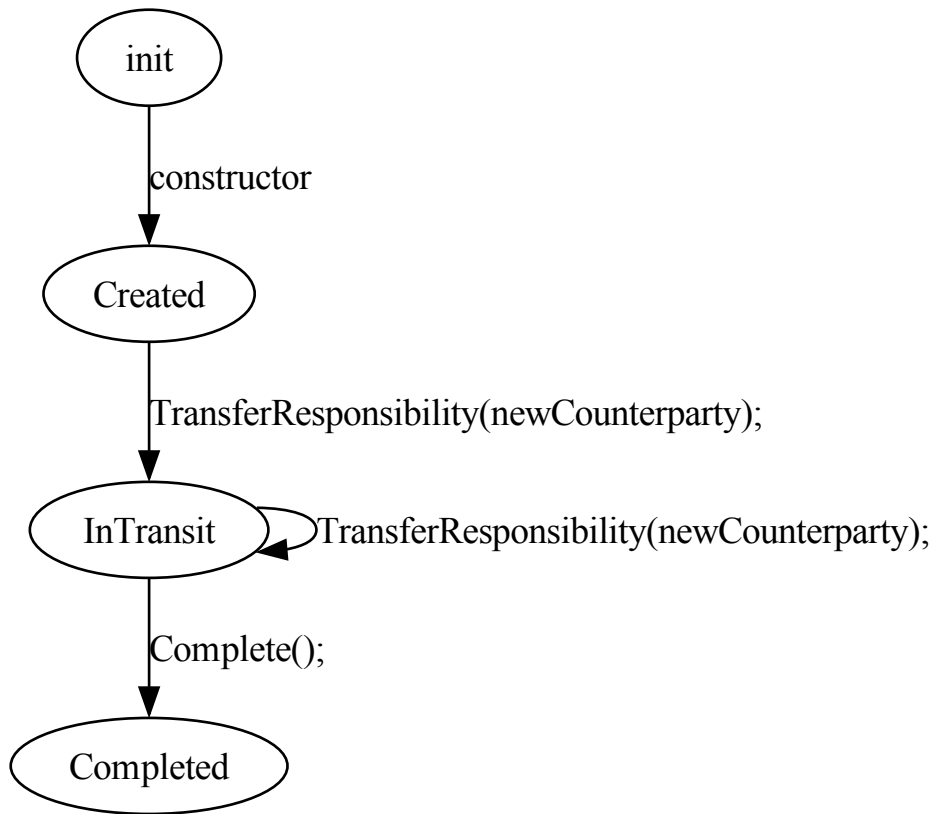 init
constructor
Created
TransferResponsibility(newCounterparty);
InTransit
TransferResponsibility(newCounterparty);
Complete();
Completed